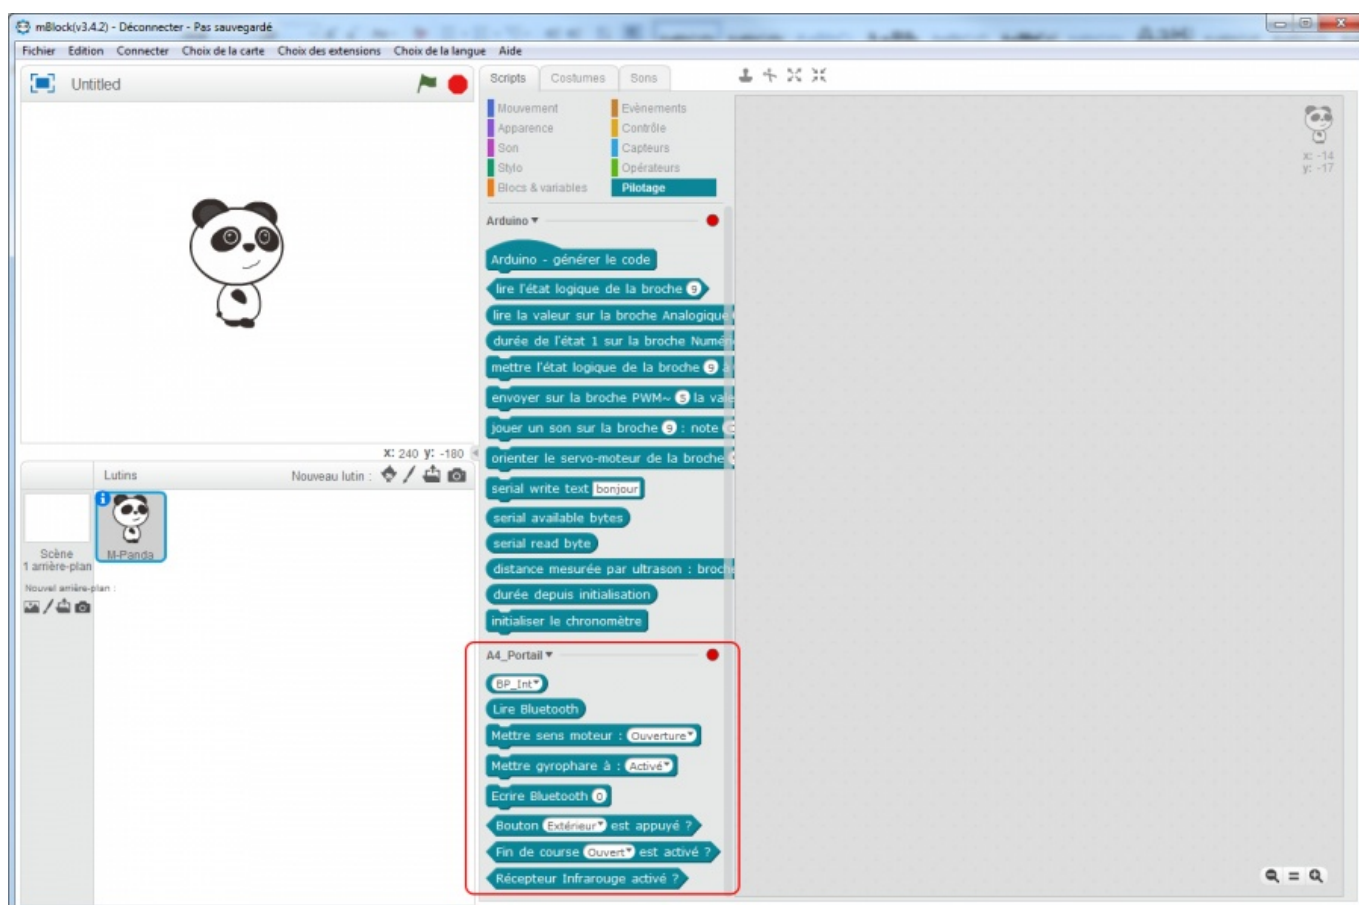 mBlock(v3.4.2) - Déconnecter - Pas sauvegardé
Fichier Edition Connecter Choix de la carte Choix des extensions Choix de la langue Aide
Untitled
Scripts Costumes Sons
Mouvement Evènements
Apparence Contrôle
Son Capteurs
Stylo Opérateurs
Blocs & variables Pilotage
x: -14
y: -17
Arduino
Arduino - générer le code
lire l'état logique de la broche 9
lire la valeur sur la broche Analogique
durée de l'état 1 sur la broche Numér
mettre l'état logique de la broche 9 à
envoyer sur la broche PWM~ 5 la vale
jouer un son sur la broche 9 : note
orienter le servo-moteur de la broche
serial write text bonjour
serial available bytes
serial read byte
distance mesurée par ultrason : broch
durée depuis initialisation
initialiser le chronomètre
A4_Portail
BP_Int
Lire Bluetooth
Mettre sens moteur : Ouverture
Mettre gyrophare à : Activé
Ecrire Bluetooth 0
Bouton Extérieur est appuyé ?
Fin de course Ouvert est activé ?
Récepteur Infrarouge activé ?
X: 240 Y: -180
Lutins Nouveau lutin :
Scène
1 arrière-plan
M-Panda
Nouvel arrière-plan :